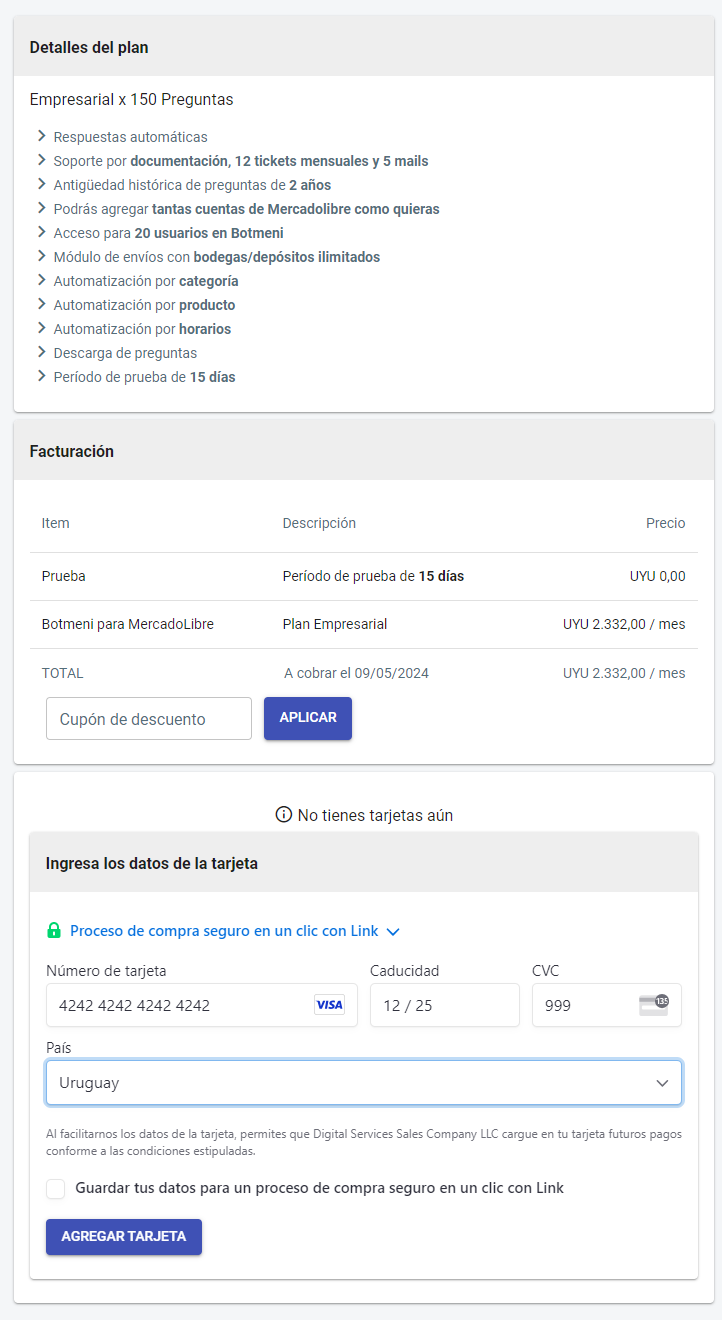 Detalles del plan
Empresarial x 150 Preguntas
Respuestas automáticas
Soporte por documentación, 12 tickets mensuales y 5 mails
Antigüedad histórica de preguntas de 2 años
Podrás agregar tantas cuentas de Mercadolibre como quieras
Acceso para 20 usuarios en Botmeni
Módulo de envíos con bodegas/depósitos ilimitados
Automatización por categoría
Automatización por producto
Automatización por horarios
Descarga de preguntas
Período de prueba de 15 días
Facturación
Item Descripción Precio
Prueba Período de prueba de 15 días UYU 0,00
Botmeni para MercadoLibre Plan Empresarial UYU 2.332,00 / mes
TOTAL A cobrar el 09/05/2024 UYU 2.332,00 / mes
Cupón de descuento APLICAR
No tienes tarjetas aún
Ingresa los datos de la tarjeta
Proceso de compra seguro en un clic con Link
Número de tarjeta Caducidad CVC
4242 4242 4242 4242 VISA 12 / 25 999 135
País
Uruguay
Al facilitarnos los datos de la tarjeta, permites que Digital Services Sales Company LLC cargue en tu tarjeta futuros pagos
conforme a las condiciones estipuladas.
Guardar tus datos para un proceso de compra seguro en un clic con Link
AGREGAR TARJETA